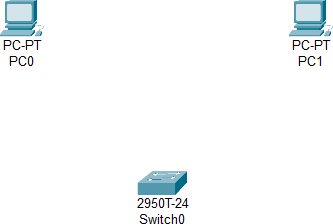 PC-PT
PC0
PC-PT
PC1
2950T-24
Switch0